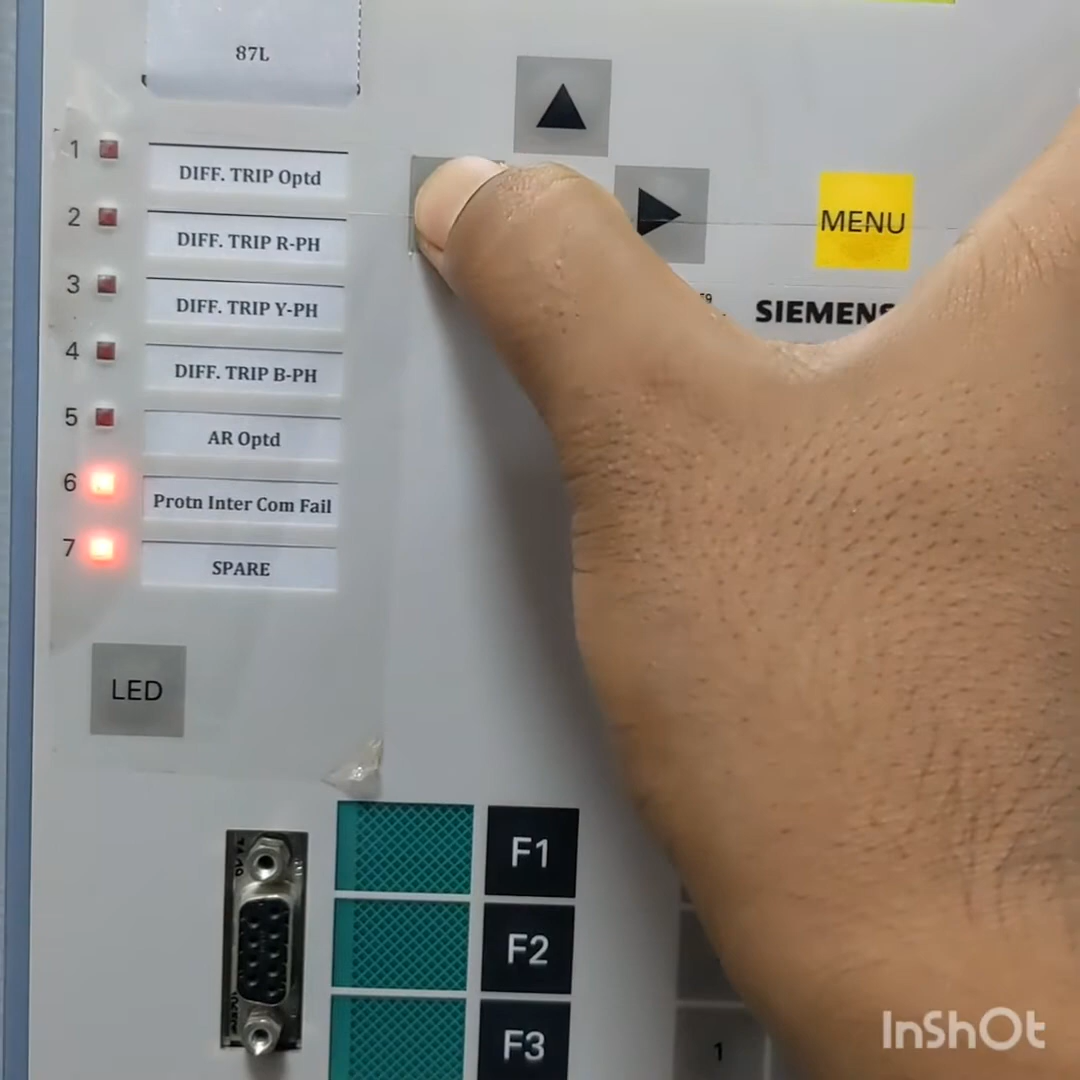 87L
1
DIFF. TRIP Optd
2
DIFF. TRIP R-PH
3
DIFF. TRIP Y-PH
4
DIFF. TRIP B-PH
5
AR Optd
6
Protn Inter Com Fail
7
SPARE
MENU
SIEMENS
LED
F1
F2
F3
1
InShOt